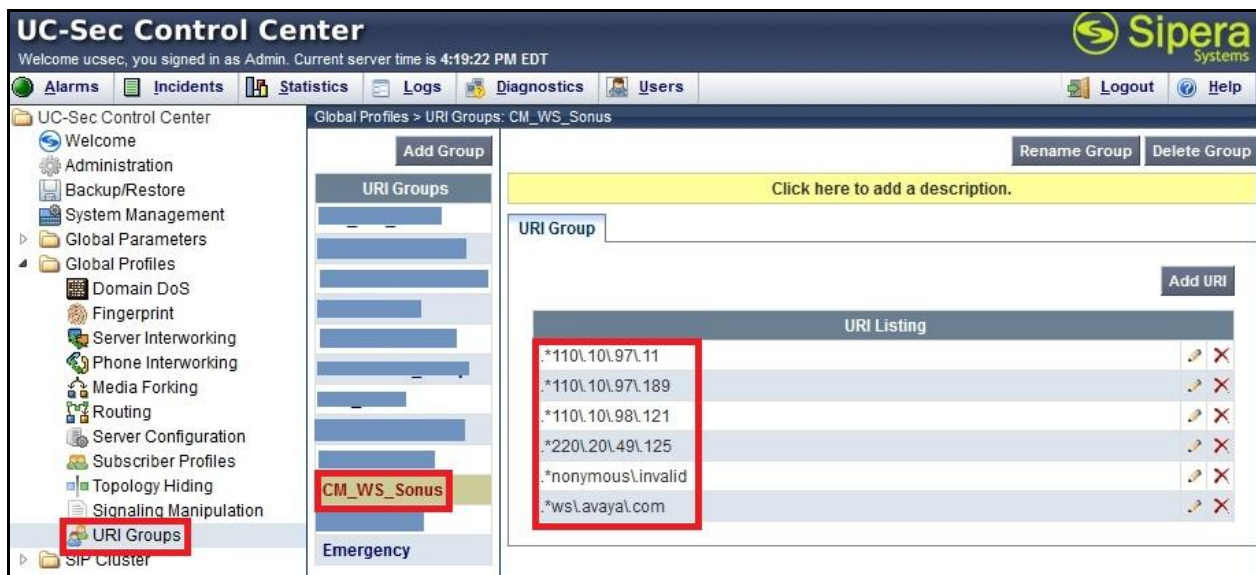 UC-Sec Control Center
Sipera
Systems
Welcome ucsec, you signed in as Admin. Current server time is 4:19:22 PM EDT
Alarms Incidents Statistics Logs Diagnostics Users Logout Help
UC-Sec Control Center
Welcome
Administration
Backup/Restore
System Management
Global Parameters
Global Profiles
Domain DoS
Fingerprint
Server Interworking
Phone Interworking
Media Forking
Routing
Server Configuration
Subscriber Profiles
Topology Hiding
Signaling Manipulation
URI Groups
SIP Cluster
Global Profiles > URI Groups: CM_WS_Sonus
Add Group
URI Groups
CM_WS_Sonus
Emergency
Rename Group Delete Group
Click here to add a description.
URI Group
Add URI
URI Listing
.*110\.10\.97\.11
.*110\.10\.97\.189
.*110\.10\.98\.121
.*220\.20\.49\.125
.*nonymous\.invalid
.*ws\.avaya\.com